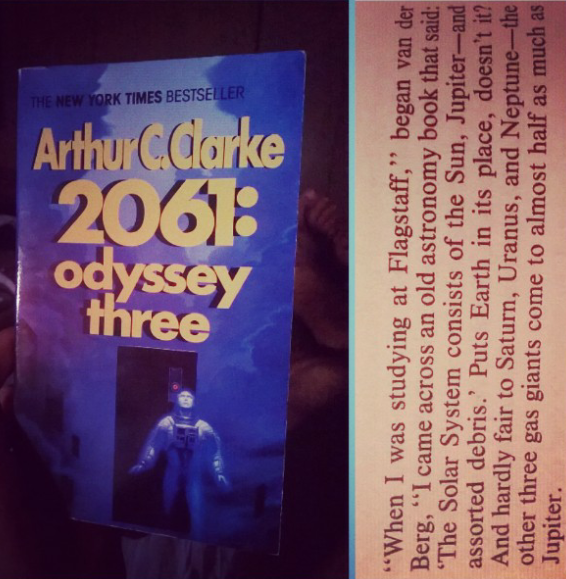 THE NEW YORK TIMES BESTSELLER
Arthur C. Clarke
2061:
odyssey
three
“When I was studying at Flagstaff,” began van der
Berg, “I came across an old astronomy book that said:
‘The Solar System consists of the Sun, Jupiter—and
assorted debris.’ Puts Earth in its place, doesn’t it?
And hardly fair to Saturn, Uranus, and Neptune—the
other three gas giants come to almost half as much as
Jupiter.